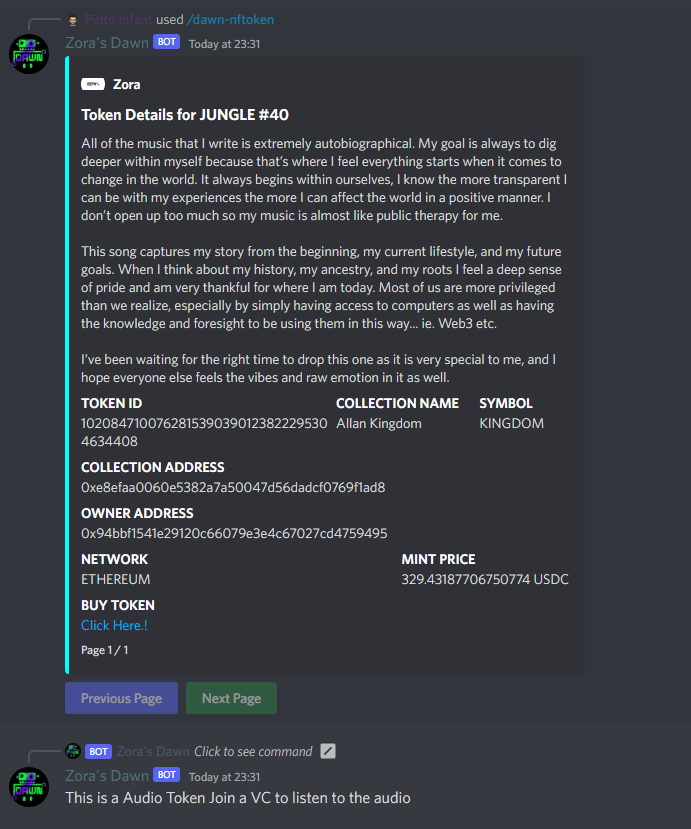 Pinto Infant used /dawn-nftoken
Zora's Dawn BOT Today at 23:31
Zora
Token Details for JUNGLE #40
All of the music that I write is extremely autobiographical. My goal is always to dig
deeper within myself because that's where I feel everything starts when it comes to
change in the world. It always begins within ourselves, I know the more transparent I
can be with my experiences the more I can affect the world in a positive manner. I
don't open up too much so my music is almost like public therapy for me.
This song captures my story from the beginning, my current lifestyle, and my future
goals. When I think about my history, my ancestry, and my roots I feel a deep sense
of pride and am very thankful for where I am today. Most of us are more privileged
than we realize, especially by simply having access to computers as well as having
the knowledge and foresight to be using them in this way... ie. Web3 etc.
I've been waiting for the right time to drop this one as it is very special to me, and I
hope everyone else feels the vibes and raw emotion in it as well.
TOKEN ID COLLECTION NAME SYMBOL
102084710076281539039012382229530 Allan Kingdom KINGDOM
4634408
COLLECTION ADDRESS
0xe8efaa0060e5382a7a50047d56dadcf0769f1ad8
OWNER ADDRESS
0x94bbf1541e29120c66079e3e4c67027cd4759495
NETWORK MINT PRICE
ETHEREUM 329.43187706750774 USDC
BUY TOKEN
Click Here.!
Page 1 / 1
Previous Page Next Page
BOT Zora's Dawn Click to see command
Zora's Dawn BOT Today at 23:31
This is a Audio Token Join a VC to listen to the audio
DAWN
DAWN